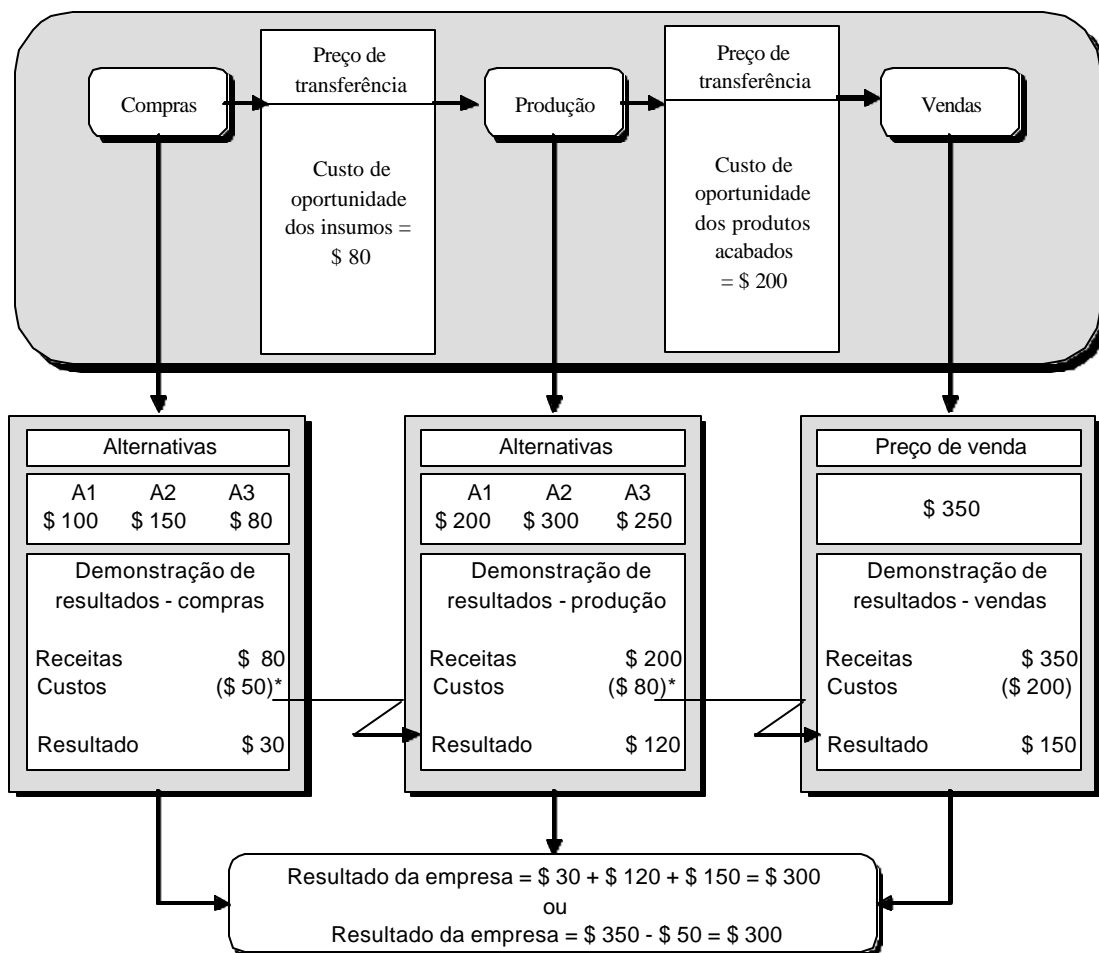 Compras
Preço de
transferência
Custo de
oportunidade
dos insumos =
$ 80
Produção
Preço de
transferência
Custo de
oportunidade
dos produtos
acabados
= $ 200
Vendas
Alternativas
A1 A2 A3
$ 100 $ 150 $ 80
Demonstração de
resultados - compras
Receitas $ 80
Custos ($ 50)*
Resultado $ 30
Alternativas
A1 A2 A3
$ 200 $ 300 $ 250
Demonstração de
resultados - produção
Receitas $ 200
Custos ($ 80)*
Resultado $ 120
Preço de venda
$ 350
Demonstração de
resultados - vendas
Receitas $ 350
Custos ($ 200)
Resultado $ 150
Resultado da empresa = $ 30 + $ 120 + $ 150 = $ 300
ou
Resultado da empresa = $ 350 - $ 50 = $ 300